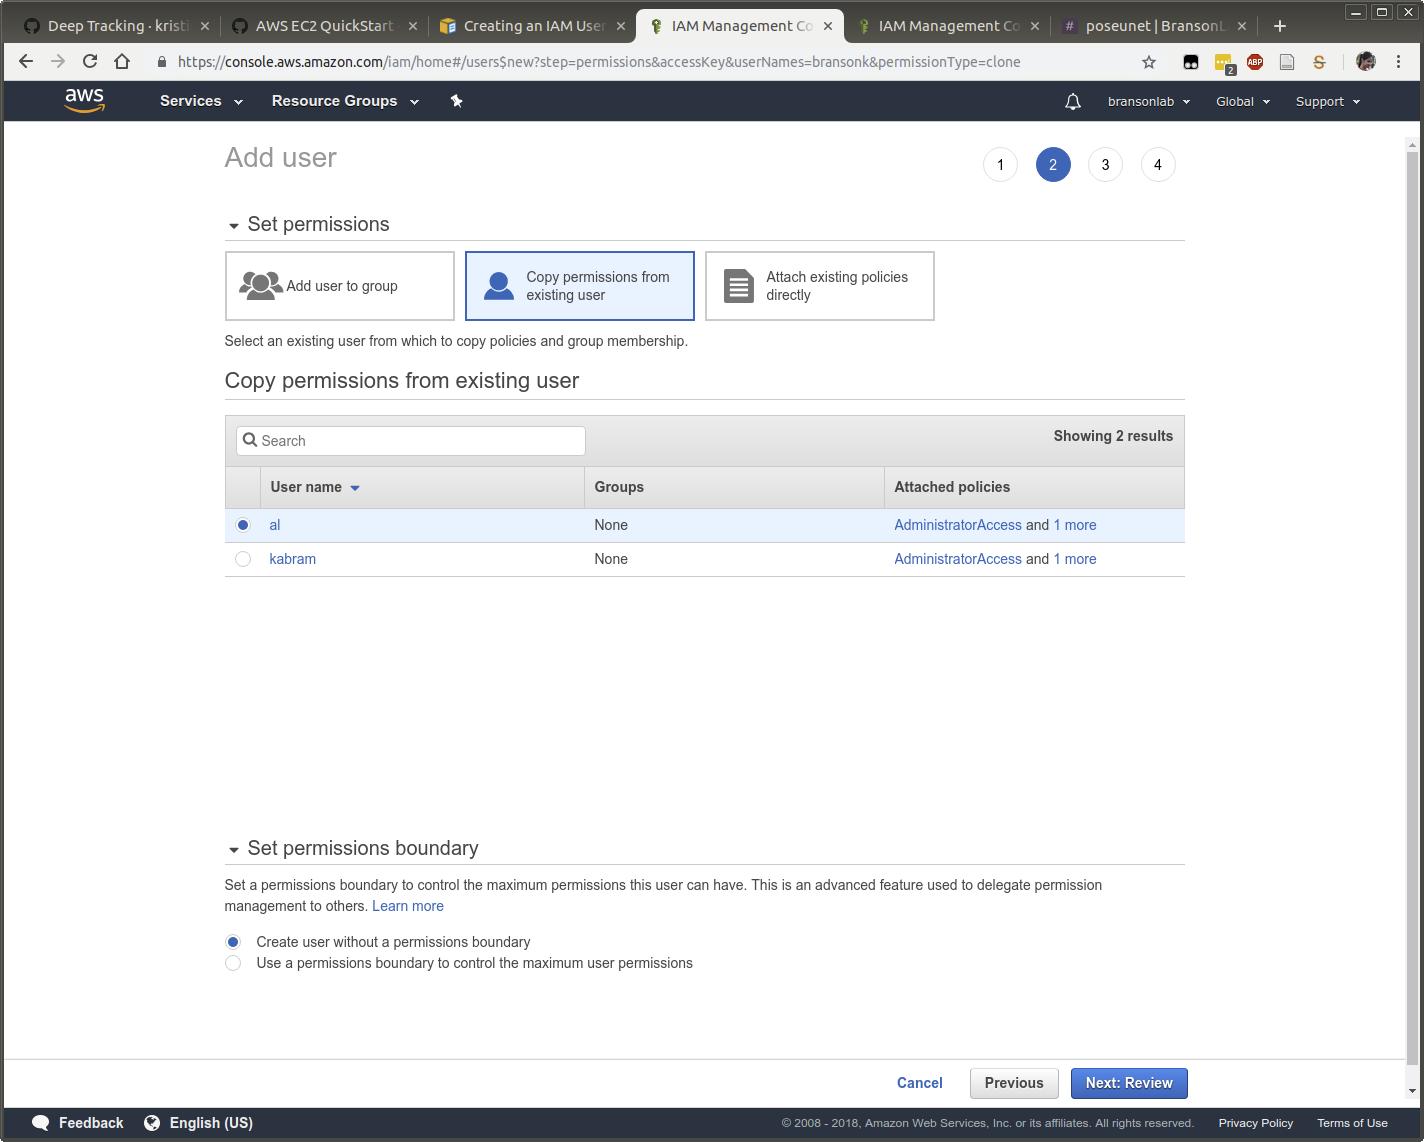 Deep Tracking · kristi
AWS EC2 QuickStart
Creating an IAM User
IAM Management Co
IAM Management Co
# poseunet | BransonL
https://console.aws.amazon.com/iam/home#/users$new?step=permissions&accessKey&userNames=bransonk&permissionType=clone
2
ABP
S
aws Services Resource Groups bransonlab Global Support
Add user
1 2 3 4
Set permissions
Add user to group
Copy permissions from
existing user
Attach existing policies
directly
Select an existing user from which to copy policies and group membership.
Copy permissions from existing user
Search
Showing 2 results
User name Groups Attached policies
al None AdministratorAccess and 1 more
kabram None AdministratorAccess and 1 more
Set permissions boundary
Set a permissions boundary to control the maximum permissions this user can have. This is an advanced feature used to delegate permission
management to others. Learn more
Create user without a permissions boundary
Use a permissions boundary to control the maximum user permissions
Cancel Previous Next: Review
Feedback English (US) © 2008 - 2018, Amazon Web Services, Inc. or its affiliates. All rights reserved. Privacy Policy Terms of Use